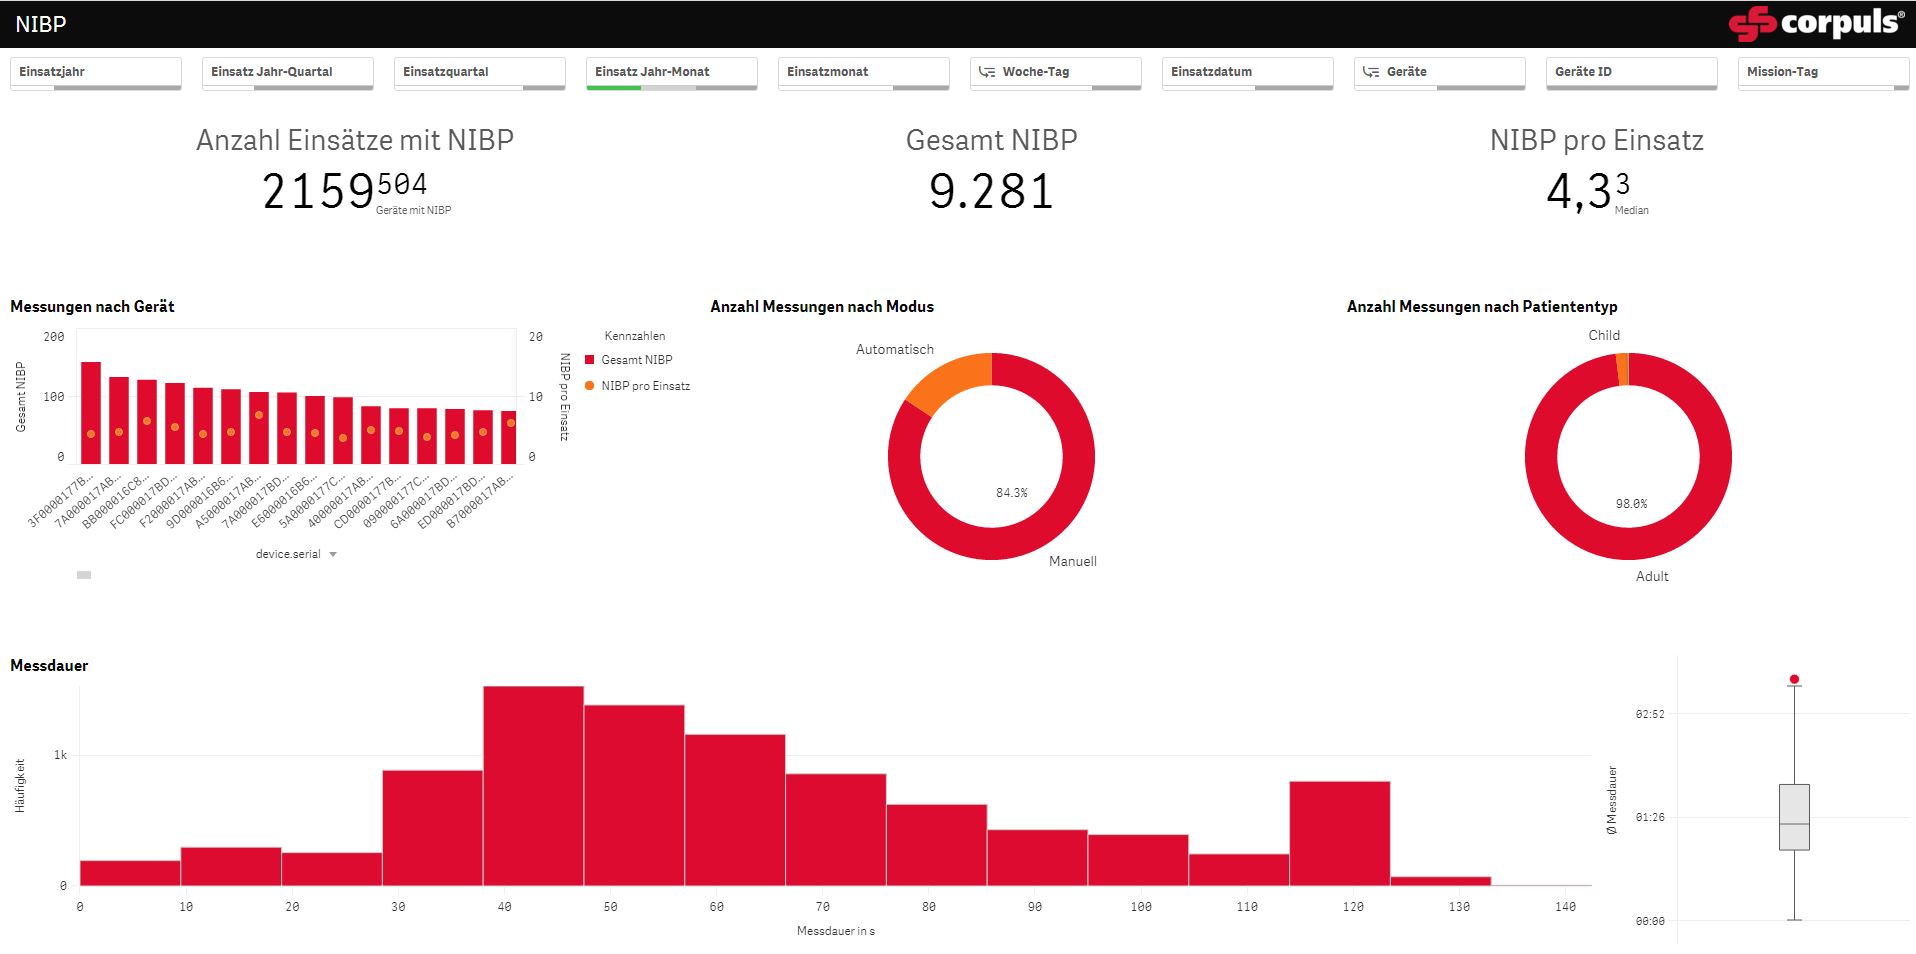 NIBP
corpuls®
Einsatzjahr
Einsatz Jahr-Quartal
Einsatzquartal
Einsatz Jahr-Monat
Einsatzmonat
Woche-Tag
Einsatzdatum
Geräte
Geräte ID
Mission-Tag
Anzahl Einsätze mit NIBP
2159 504
Geräte mit NIBP
Gesamt NIBP
9.281
NIBP pro Einsatz
4,3 3
Median
Messungen nach Gerät
200
100
0
Gesamt NIBP
20
10
0
NIBP pro Einsatz
Kennzahlen
Gesamt NIBP
NIBP pro Einsatz
3F0000177B...
7A000017AB...
BB000016C8...
FC000017BD...
F2000017AB...
9D000016B6...
A5000017AB...
7A000017BD...
E6000016B6...
5A0000177C...
40000017AB...
CD0000177B...
090000177C...
6A000017BD...
ED000017BD...
B7000017AB...
device.serial
Anzahl Messungen nach Modus
Automatisch
84.3%
Manuell
Anzahl Messungen nach Patiententyp
Child
98.0%
Adult
Messdauer
Häufigkeit
1k
0
0 10 20 30 40 50 60 70 80 90 100 110 120 130 140
Messdauer in s
Ø Messdauer
02:52
01:26
00:00